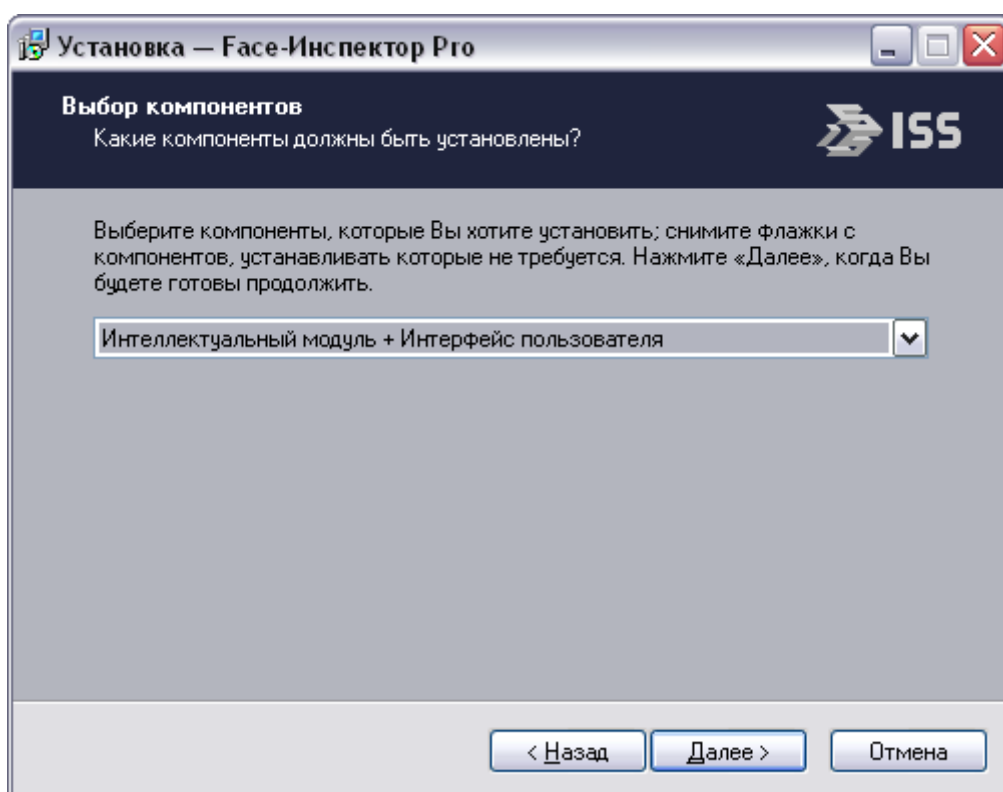 Установка — Face-Инспектор Pro
Выбор компонентов
Какие компоненты должны быть установлены?
ISS
Выберите компоненты, которые Вы хотите установить; снимите флажки с
компонентов, устанавливать которые не требуется. Нажмите «Далее», когда Вы
будете готовы продолжить.
Интеллектуальный модуль + Интерфейс пользователя
< Назад Далее > Отмена